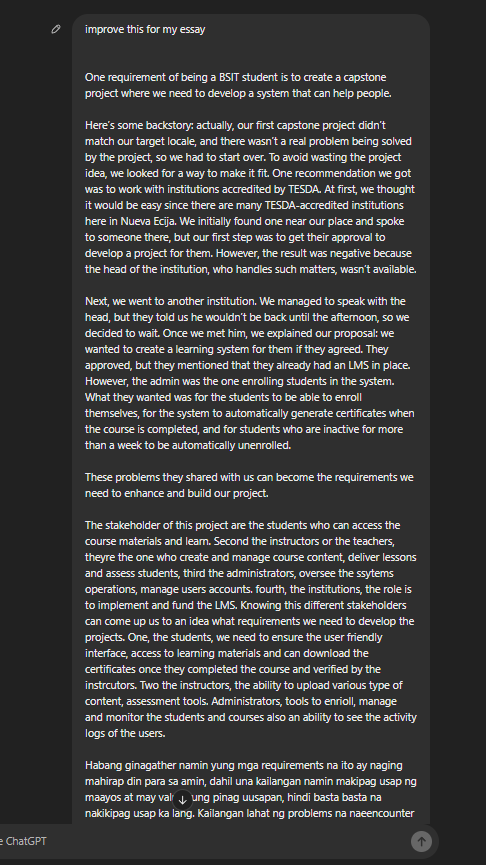 improve this for my essay
One requirement of being a BSIT student is to create a capstone
project where we need to develop a system that can help people.
Here's some backstory: actually, our first capstone project didn't
match our target locale, and there wasn't a real problem being solved
by the project, so we had to start over. To avoid wasting the project
idea, we looked for a way to make it fit. One recommendation we got
was to work with institutions accredited by TESDA. At first, we thought
it would be easy since there are many TESDA-accredited institutions
here in Nueva Ecija. We initially found one near our place and spoke
to someone there, but our first step was to get their approval to
develop a project for them. However, the result was negative because
the head of the institution, who handles such matters, wasn't available.
Next, we went to another institution. We managed to speak with the
head, but they told us he wouldn't be back until the afternoon, so we
decided to wait. Once we met him, we explained our proposal: we
wanted to create a learning system for them if they agreed. They
approved, but they mentioned that they already had an LMS in place.
However, the admin was the one enrolling students in the system.
What they wanted was for the students to be able to enroll
themselves, for the system to automatically generate certificates when
the course is completed, and for students who are inactive for more
than a week to be automatically unenrolled.
These problems they shared with us can become the requirements we
need to enhance and build our project.
The stakeholder of this project are the students who can access the
course materials and learn. Second the instructors or the teachers,
theyre the one who create and manage course content, deliver lessons
and assess students, third the administrators, oversee the ssytems
operations, manage users accounts. fourth, the institutions, the role is
to implement and fund the LMS. Knowing this different stakeholders
can come up us to an idea what requirements we need to develop the
projects. One, the students, we need to ensure the user friendly
interface, access to learning materials and can download the
certificates once they completed the course and verified by the
instrcutors. Two the instructors, the ability to upload various type of
content, assessment tools. Administrators, tools to enrioll, manage
and monitor the students and courses also an ability to see the activity
logs of the users.
Habang ginagather namin yung mga requirements na ito ay naging
mahirap din para sa amin, dahil una kailangan namin makipag usap ng
maayos at may ung pinag uusapan, hindi basta basta na
nakikipag usap ka lang. Kailangan lahat ng problems na naeencounter
ChatGPT